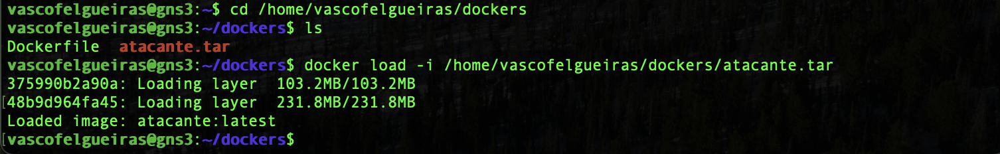 vascofelgueiras@gns3:~$ cd /home/vascofelgueiras/dockers
vascofelgueiras@gns3:~/dockers$ ls
Dockerfile  atacante.tar
vascofelgueiras@gns3:~/dockers$ docker load -i /home/vascofelgueiras/dockers/atacante.tar
375990b2a90a: Loading layer  103.2MB/103.2MB
[48b9d964fa45: Loading layer  231.8MB/231.8MB
Loaded image: atacante:latest
[vascofelgueiras@gns3:~/dockers$